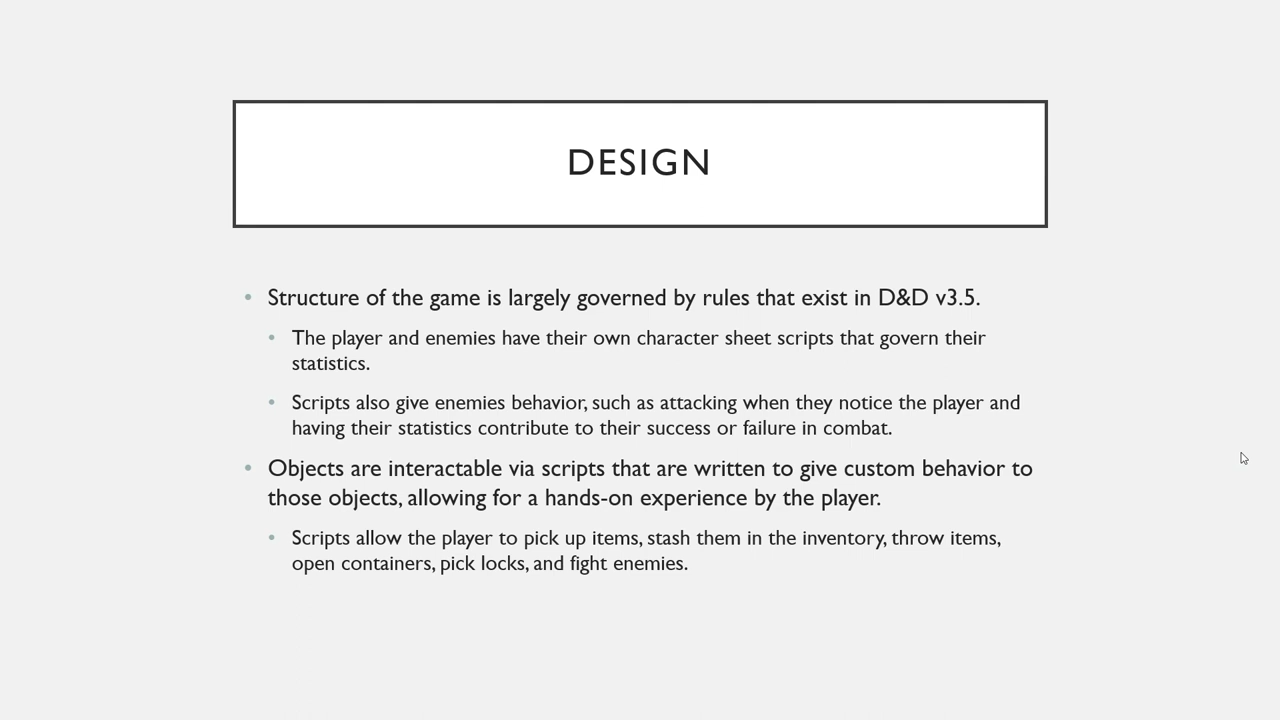 DESIGN
• Structure of the game is largely governed by rules that exist in D&D v3.5.
• The player and enemies have their own character sheet scripts that govern their
statistics.
• Scripts also give enemies behavior, such as attacking when they notice the player and
having their statistics contribute to their success or failure in combat.
• Objects are interactable via scripts that are written to give custom behavior to
those objects, allowing for a hands-on experience by the player.
• Scripts allow the player to pick up items, stash them in the inventory, throw items,
open containers, pick locks, and fight enemies.